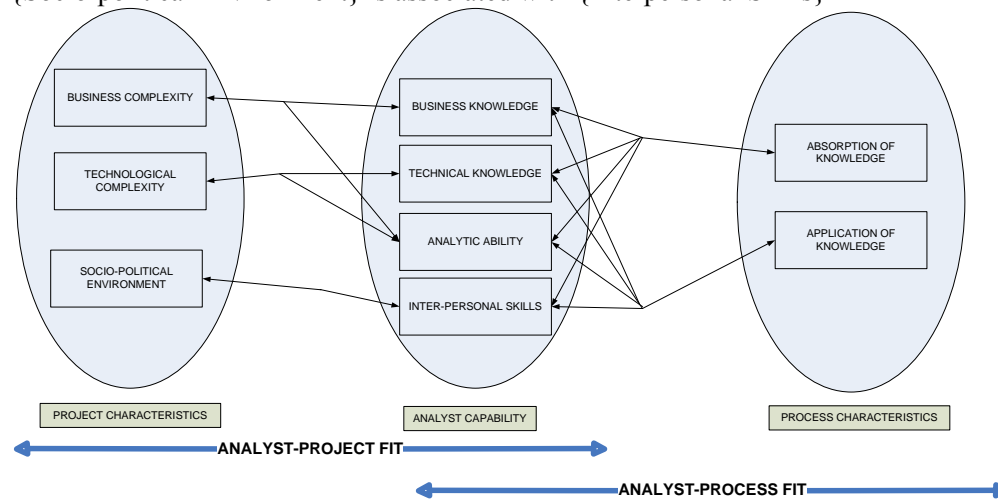 BUSINESS COMPLEXITY
TECHNOLOGICAL
COMPLEXITY
SOCIO-POLITICAL
ENVIRONMENT
BUSINESS KNOWLEDGE
TECHNICAL KNOWLEDGE
ANALYTIC ABILITY
INTER-PERSONAL SKILLS
ABSORPTION OF
KNOWLEDGE
APPLICATION OF
KNOWLEDGE
PROJECT CHARACTERISTICS
ANALYST CAPABILITY
PROCESS CHARACTERISTICS
ANALYST-PROJECT FIT
ANALYST-PROCESS FIT